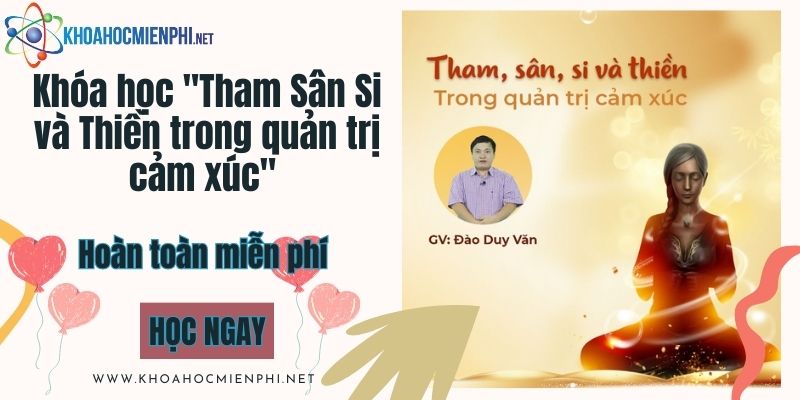 KHOAHOCMIENPHI.NET
Khóa học "Tham Sân Si
và Thiền trong quản trị
cảm xúc"
Hoàn toàn miễn phí
HỌC NGAY
WWW.KHOAHOCMIENPHI.NET
Tham, sân, si và thiền
Trong quản trị cảm xúc
GV: Đào Duy Văn